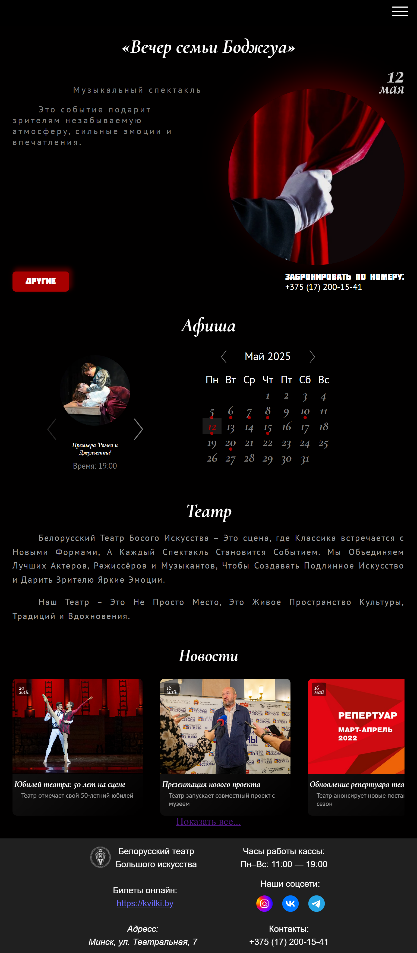 «Вечер семьи Боджгуа»
12
мая
Музыкальный спектакль
Это событие подарит
зрителям незабываемую
атмосферу, сильные эмоции и
впечатления.
ДРУГИЕ
ЗАБРОНИРОВАТЬ ПО НОМЕРУ:
+375 (17) 200-15-41
Афиша
Май 2025
Пн Вт Ср Чт Пт Сб Вс
1 2 3 4
5 6 7 8 9 10 11
12 13 14 15 16 17 18
19 20 21 22 23 24 25
26 27 28 29 30 31
Премьера "Ромео и
Джульетта"
Время: 19:00
Театр
Белорусский Театр Босого Искусства – Это сцена, где Классика встречается с
Новыми Формами, А Каждый Спектакль Становится Событием. Мы Объединяем
Лучших Актеров, Режиссёров и Музыкантов, Чтобы Создавать Подлинное Искусство
и Дарить Зрителю Яркие Эмоции.
Наш Театр – Это Не Просто Место, Это Живое Пространство Культуры,
Традиций и Вдохновения.
Новости
20
мая
18
мая
16
мая
РЕПЕРТУАР
МАРТ-АПРЕЛЬ
2022
Юбилей театра: 50 лет на сцене
Театр отмечает свой 50-летний юбилей
Презентация нового проекта
Театр запускает совместный проект с
музеем
Обновление репертуара теа
Театр анонсирует новые постан
сезон
Показать все...
Белорусский театр
Большого искусства
Билеты онлайн:
https://kvitki.by
Адрес:
Минск, ул. Театральная, 7
Часы работы кассы:
Пн–Вс: 11:00 — 19:00
Наши соцсети:
Контакты:
+375 (17) 200-15-41